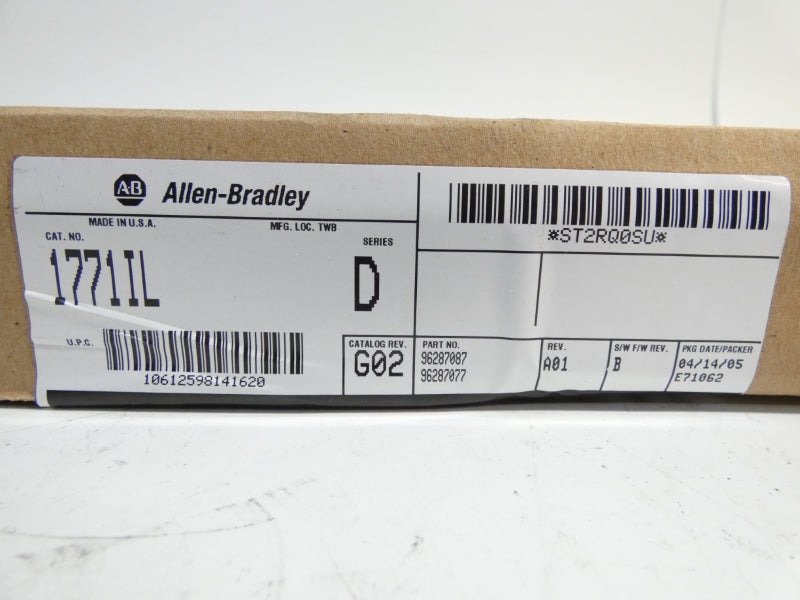 AB Allen-Bradley
MADE IN U.S.A. MFG. LOC. TWB
CAT. NO. SERIES
1771IL D
U.P.C.
10612598141620
CATALOG REV.
G02
*ST2RQ0SU*
PART NO.
96287087
96287077
REV.
A01
S/W F/W REV.
B
PKG DATE/PACKER
04/14/05
E71062